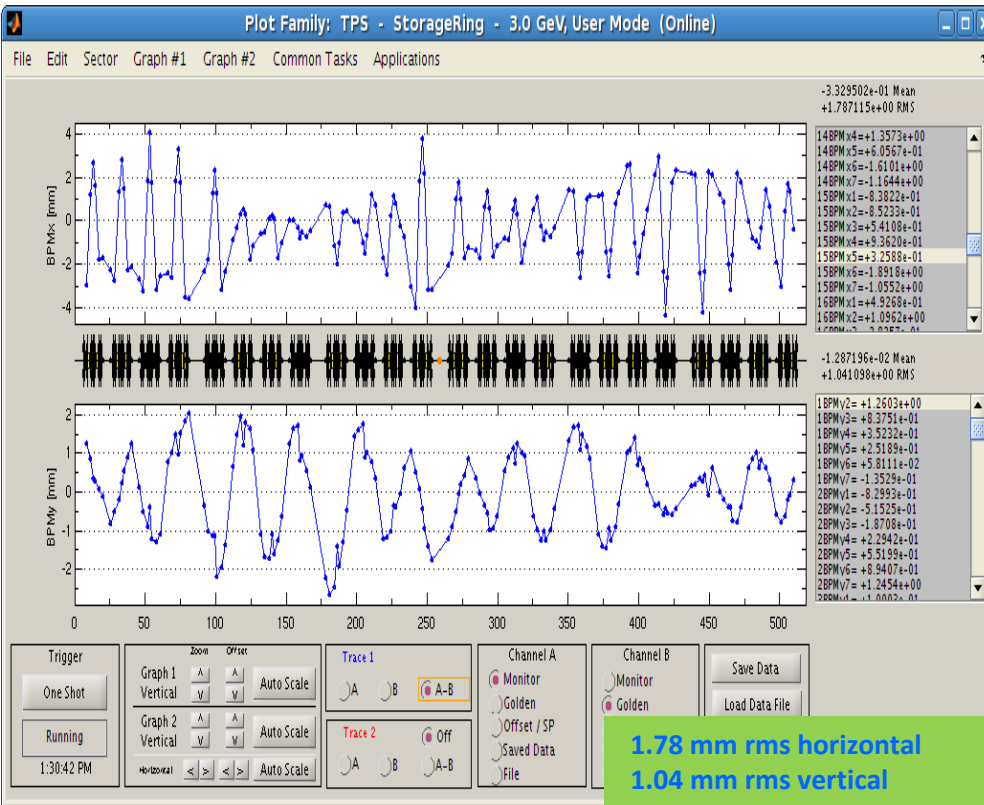 Plot Family: TPS - StorageRing - 3.0 GeV, User Mode (Online)
File Edit Sector Graph #1 Graph #2 Common Tasks Applications
-3.329502e-01 Mean
+1.787115e+00 RMS
4
2
0
-2
-4
BPMx [mm]
14BPMx4=+1.3573e+00
14BPMx5=+6.0567e-01
14BPMx6=-1.6101e+00
14BPMx7=-1.1644e+00
15BPMx1=-8.3822e-01
15BPMx2=-8.5233e-01
15BPMx3=+5.4108e-01
15BPMx4=+9.3620e-01
15BPMx5=+3.2588e-01
15BPMx6=-1.8918e+00
15BPMx7=-1.0552e+00
16BPMx1=+4.9268e-01
16BPMx2=+1.0962e+00
-1.287196e-02 Mean
+1.041098e+00 RMS
2
1
0
-1
-2
BPMy [mm]
1BPMy2= +1.2603e+00
1BPMy3= +8.3751e-01
1BPMy4= +3.5232e-01
1BPMy5= +2.5189e-01
1BPMy6= +5.8111e-02
1BPMy7= -1.3529e-01
2BPMy1= -8.2993e-01
2BPMy2= -5.1525e-01
2BPMy3= -1.8708e-01
2BPMy4= +2.2942e-01
2BPMy5= +5.5199e-01
2BPMy6= +8.9407e-01
2BPMy7= +1.2454e+00
0 50 100 150 200 250 300 350 400 450 500
Trigger
One Shot
Running
1:30:42 PM
Zoom Offset
Graph 1
Vertical
^ ^
v v
Auto Scale
Graph 2
Vertical
^ ^
v v
Auto Scale
Horizontal
< > < >
Auto Scale
Trace 1
A B A-B
Trace 2 Off
A B A-B
Channel A
Monitor
Golden
Offset / SP
Saved Data
File
Channel B
Monitor
Golden
Save Data
Load Data File
1.78 mm rms horizontal
1.04 mm rms vertical